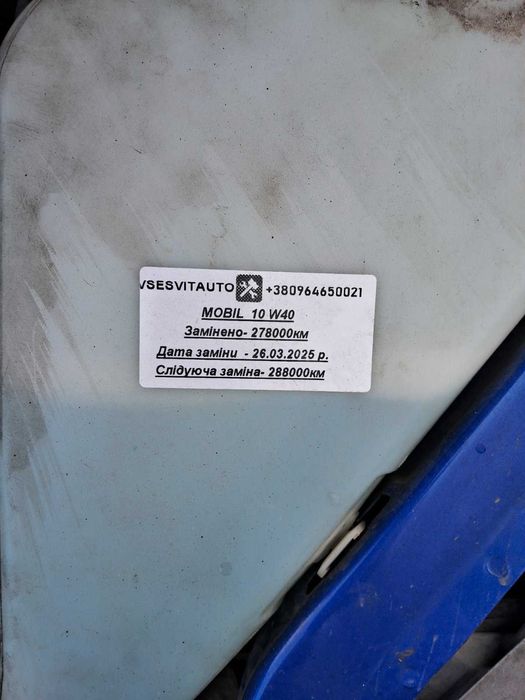 VSESVITAUTO +380964650021
MOBIL 10 W40
Замінено- 278000км
Дата заміни - 26.03.2025 р.
Слідуюча заміна- 288000км